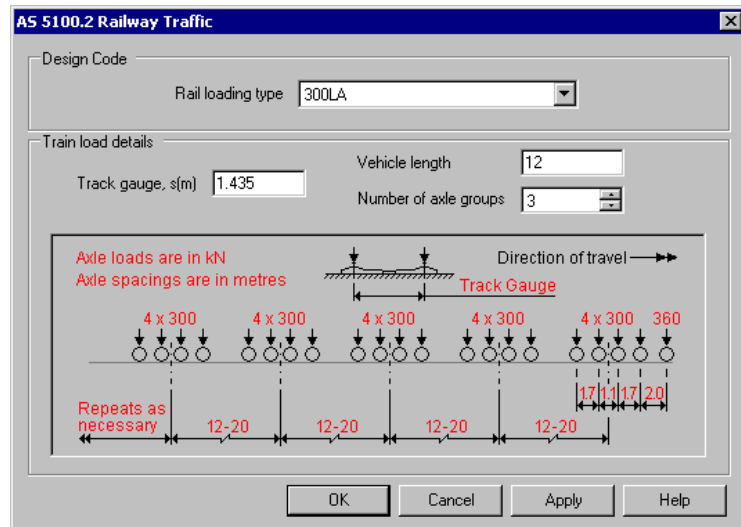 AS 5100.2 Railway Traffic
Design Code
Rail loading type 300LA
Train load details
Track gauge, s(m) 1.435
Vehicle length 12
Number of axle groups 3
Axle loads are in kN
Axle spacings are in metres
Direction of travel
Track Gauge
4 x 300 4 x 300 4 x 300 4 x 300 4 x 300 360
1.7 1.1 1.7 2.0
Repeats as
necessary
12-20 12-20 12-20 12-20
OK Cancel Apply Help